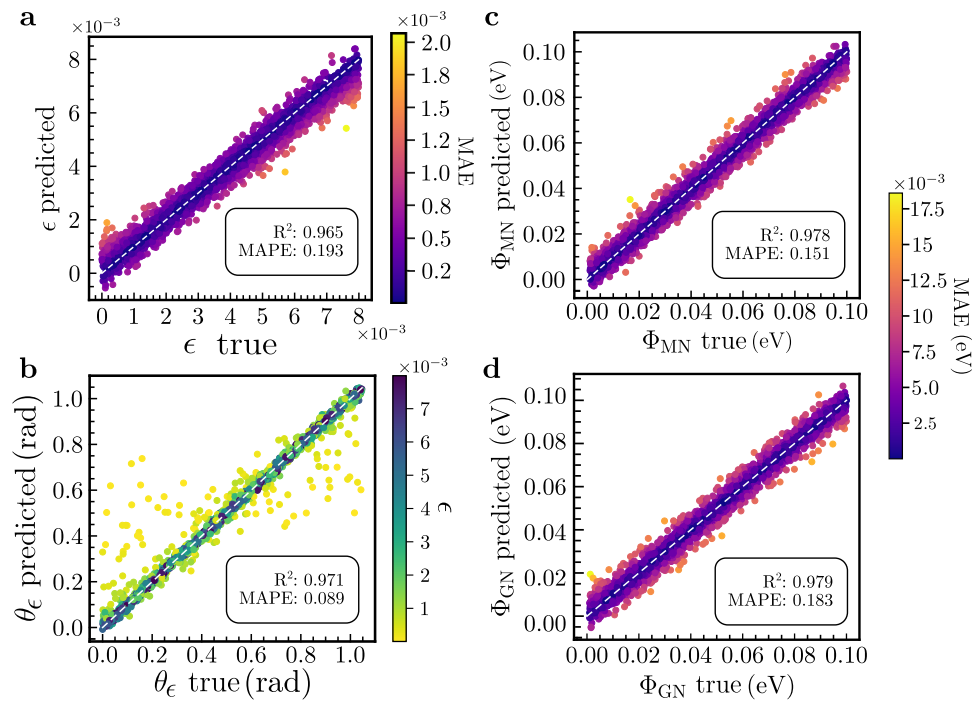 a
×10⁻³
8
6
4
2
0
ϵ predicted
0 1 2 3 4 5 6 7 8
×10⁻³
ϵ true
R²: 0.965
MAPE: 0.193
×10⁻³
2.0
1.8
1.5
1.2
1.0
0.8
0.5
0.2
MAE
c
0.10
0.08
0.06
0.04
0.02
0.00
Φ_MN predicted (eV)
0.00 0.02 0.04 0.06 0.08 0.10
Φ_MN true (eV)
R²: 0.978
MAPE: 0.151
b
1.0
0.8
0.6
0.4
0.2
0.0
θ_ϵ predicted (rad)
0.0 0.2 0.4 0.6 0.8 1.0
θ_ϵ true (rad)
R²: 0.971
MAPE: 0.089
×10⁻³
7
6
5
4
3
2
1
ϵ
d
0.10
0.08
0.06
0.04
0.02
0.00
Φ_GN predicted (eV)
0.00 0.02 0.04 0.06 0.08 0.10
Φ_GN true (eV)
R²: 0.979
MAPE: 0.183
×10⁻³
17.5
15.0
12.5
10.0
7.5
5.0
2.5
MAE (eV)